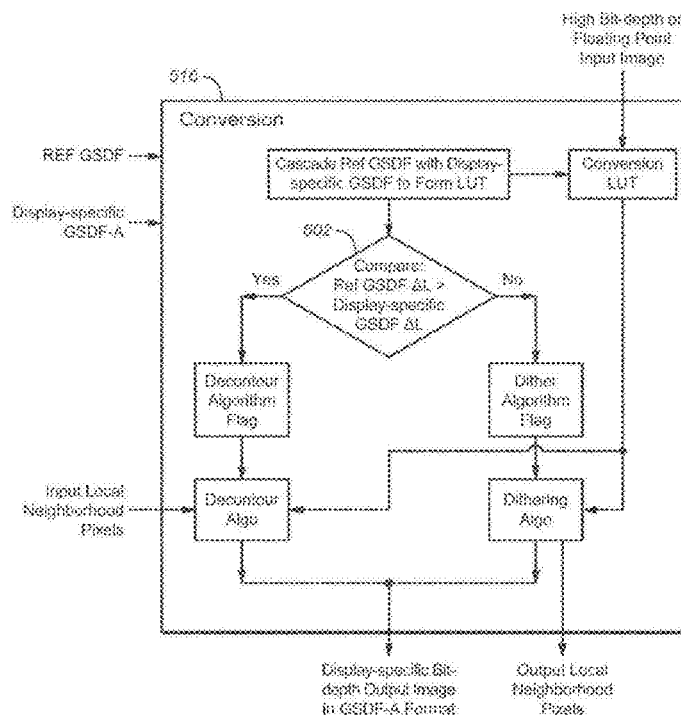 High Bit-depth or
Floating Point
Input Image
516
Conversion
REF GSDF
Display-specific
GSDF-A
Cascade Ref GSDF with Display-
specific GSDF to Form LUT
Conversion
LUT
602
Compare:
Ref GSDF ΔL >
Display-specific
GSDF ΔL
Yes
No
Decontour
Algorithm
Flag
Dither
Algorithm
Flag
Input Local
Neighborhood
Pixels
Decontour
Algo
Dithering
Algo
Display-specific Bit-
depth Output Image
in GSDF-A Format
Output Local
Neighborhood
Pixels